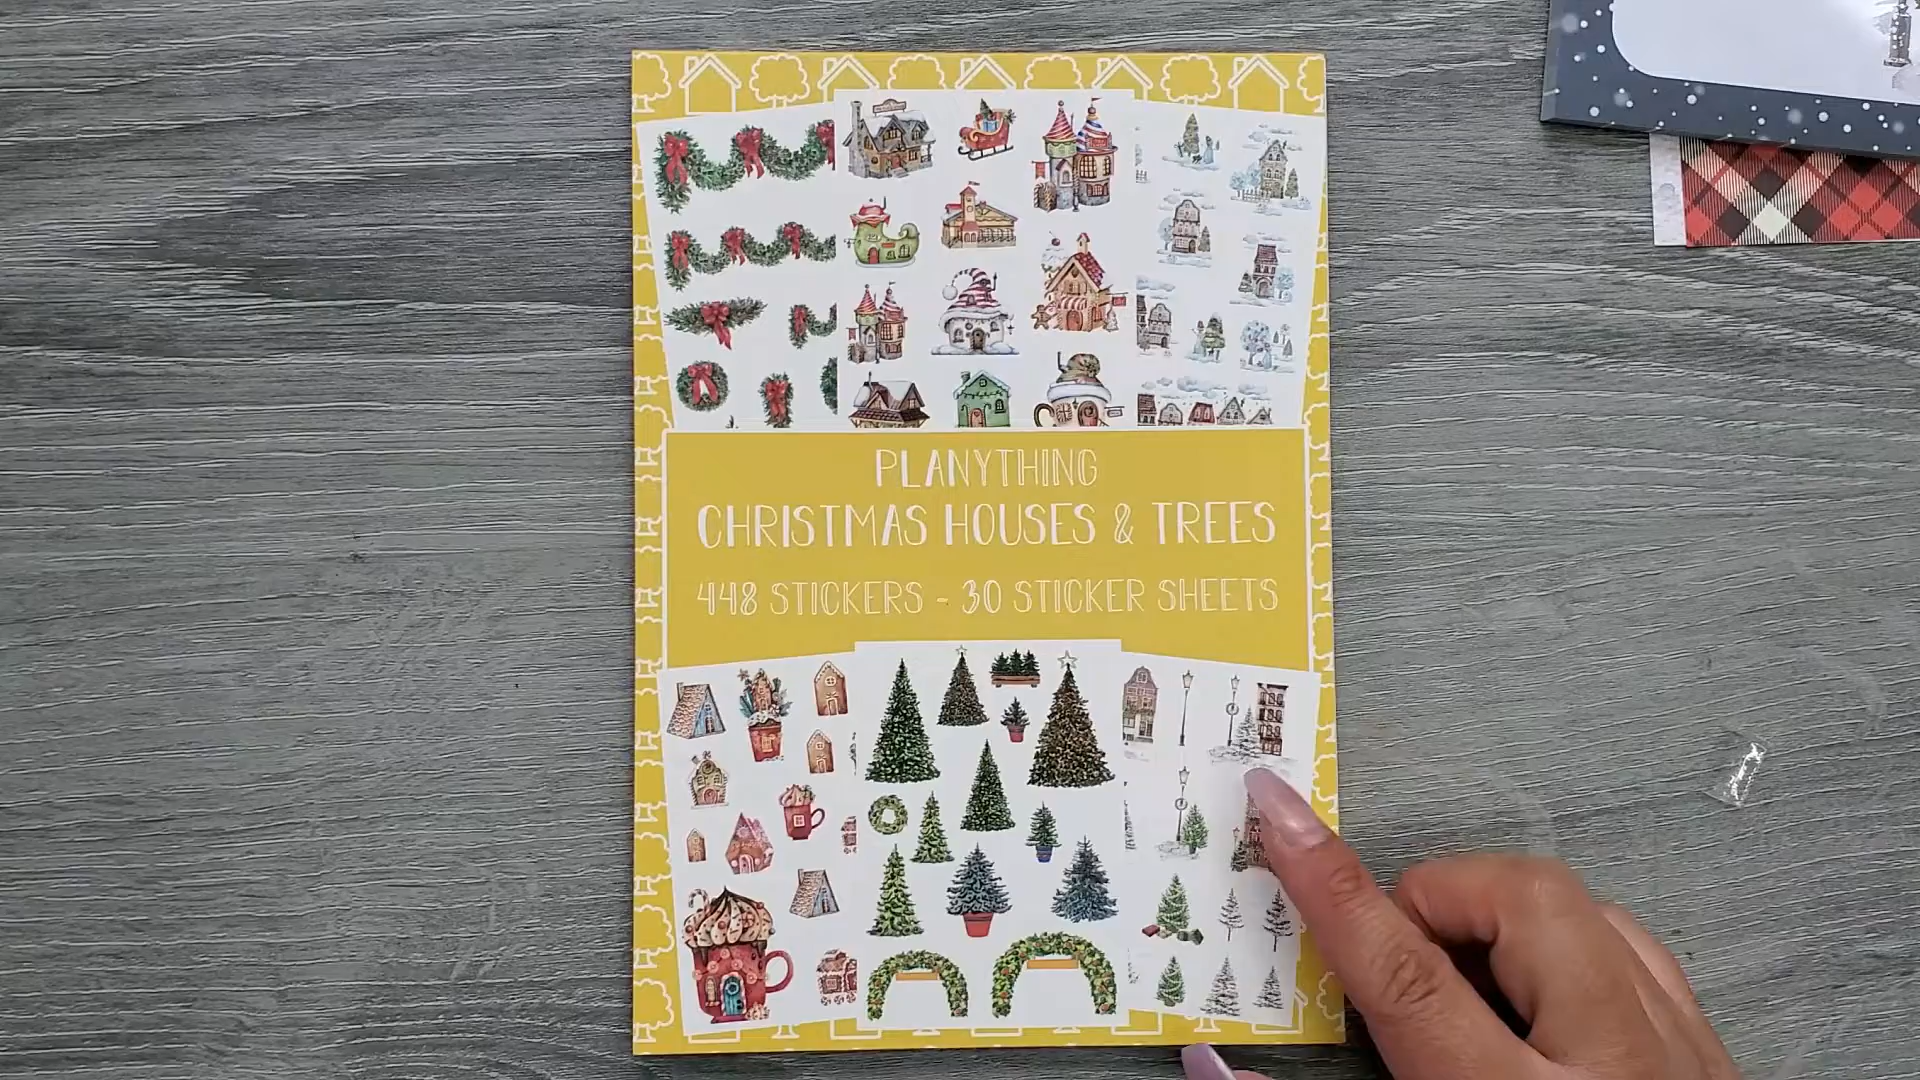 PLANYTHING
CHRISTMAS HOUSES & TREES
448 STICKERS - 30 STICKER SHEETS